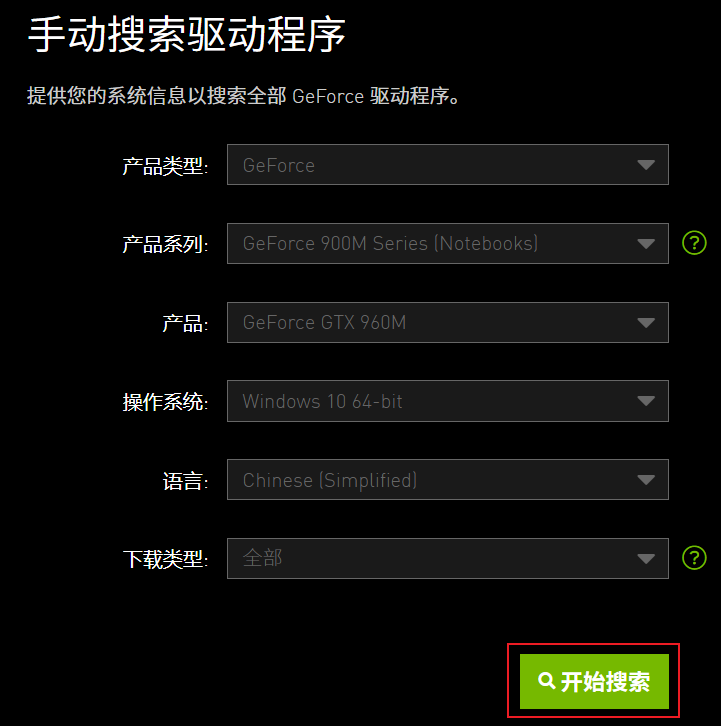 手动搜索驱动程序
提供您的系统信息以搜索全部 GeForce 驱动程序。
产品类型: GeForce
产品系列: GeForce 900M Series (Notebooks) ?
产品: GeForce GTX 960M
操作系统: Windows 10 64-bit
语言: Chinese (Simplified)
下载类型: 全部 ?
开始搜索